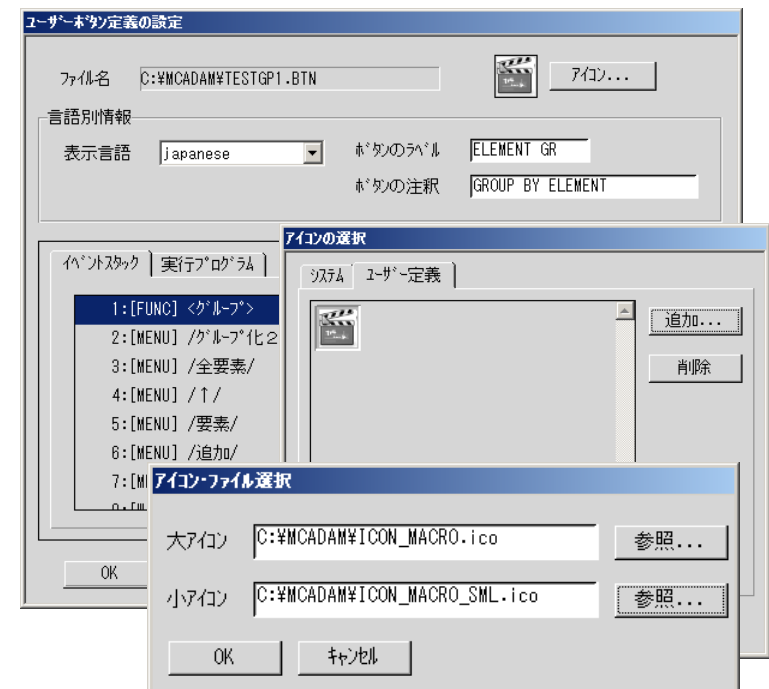 ユーザーボタン定義の設定
ファイル名 C:¥MCADAM¥TESTGP1.BTN
アイコン...
言語別情報
表示言語 japanese
ボタンのラベル ELEMENT GR
ボタンの注釈 GROUP BY ELEMENT
イベントスタック 実行プログラム
1:[FUNC] <グループ>
2:[MENU] /グループ化2
3:[MENU] /全要素/
4:[MENU] /↑/
5:[MENU] /要素/
6:[MENU] /追加/
7:[M
OK
アイコンの選択
システム ユーザー定義
追加...
削除
アイコン・ファイル選択
大アイコン C:¥MCADAM¥ICON_MACRO.ico 参照...
小アイコン C:¥MCADAM¥ICON_MACRO_SML.ico 参照...
OK キャンセル